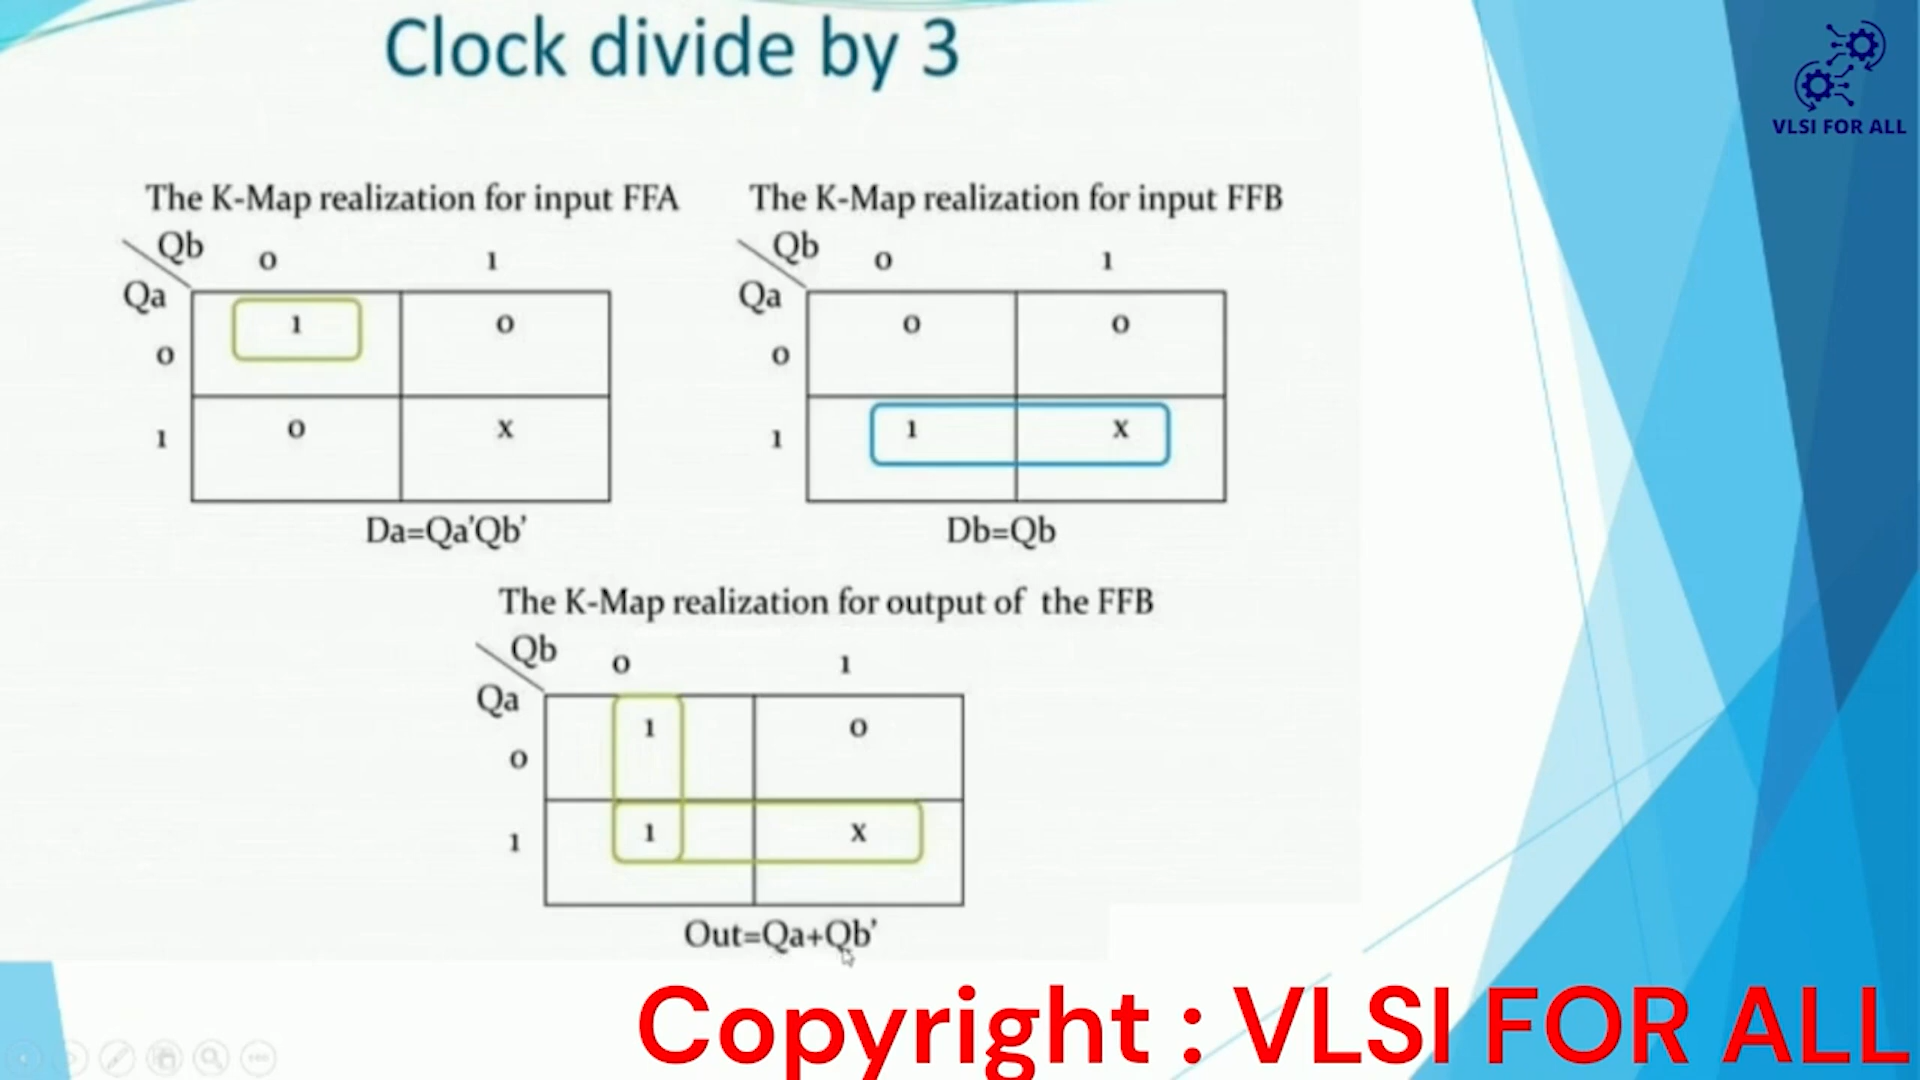 Clock divide by 3
VLSI FOR ALL
The K-Map realization for input FFA
Qb 0 1
Qa
0 1 0
1 0 x
Da=Qa'Qb'
The K-Map realization for input FFB
Qb 0 1
Qa
0 0 0
1 1 x
Db=Qb
The K-Map realization for output of the FFB
Qb 0 1
Qa
0 1 0
1 1 x
Out=Qa+Qb'
Copyright : VLSI FOR ALL